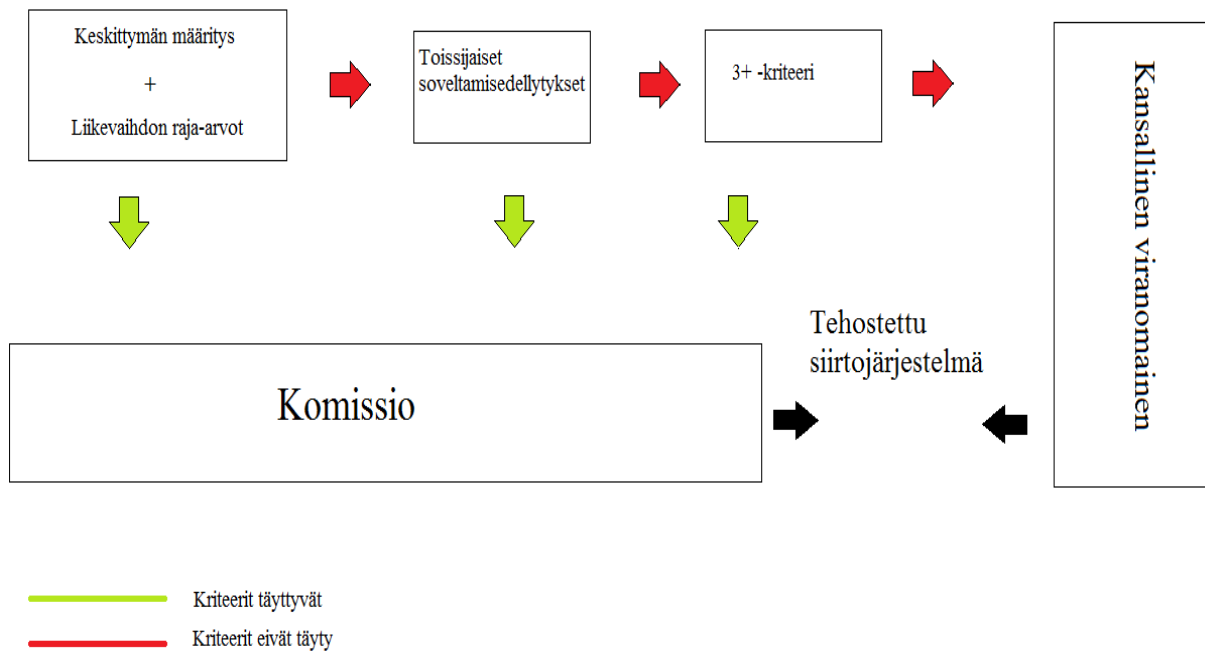 Keskittymän määritys
+
Liikevaihdon raja-arvot
Toissijaiset
soveltamisedellytykset
3+ -kriteeri
Kansallinen viranomainen
Tehostettu
siirtojärjestelmä
Komissio
Kriteerit täyttyvät
Kriteerit eivät täyty